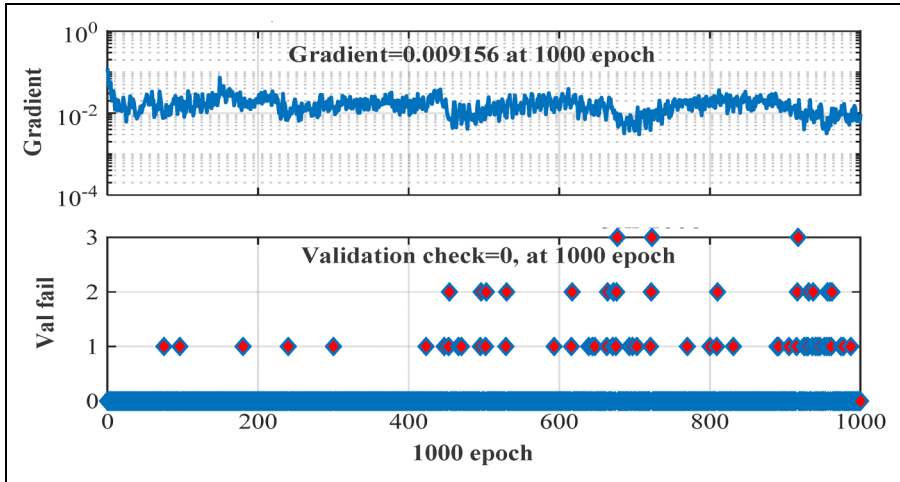 10^0
Gradient=0.009156 at 1000 epoch
10^-2
10^-4
Gradient
3
Validation check=0, at 1000 epoch
2
1
0
Val fail
0 200 400 600 800 1000
1000 epoch